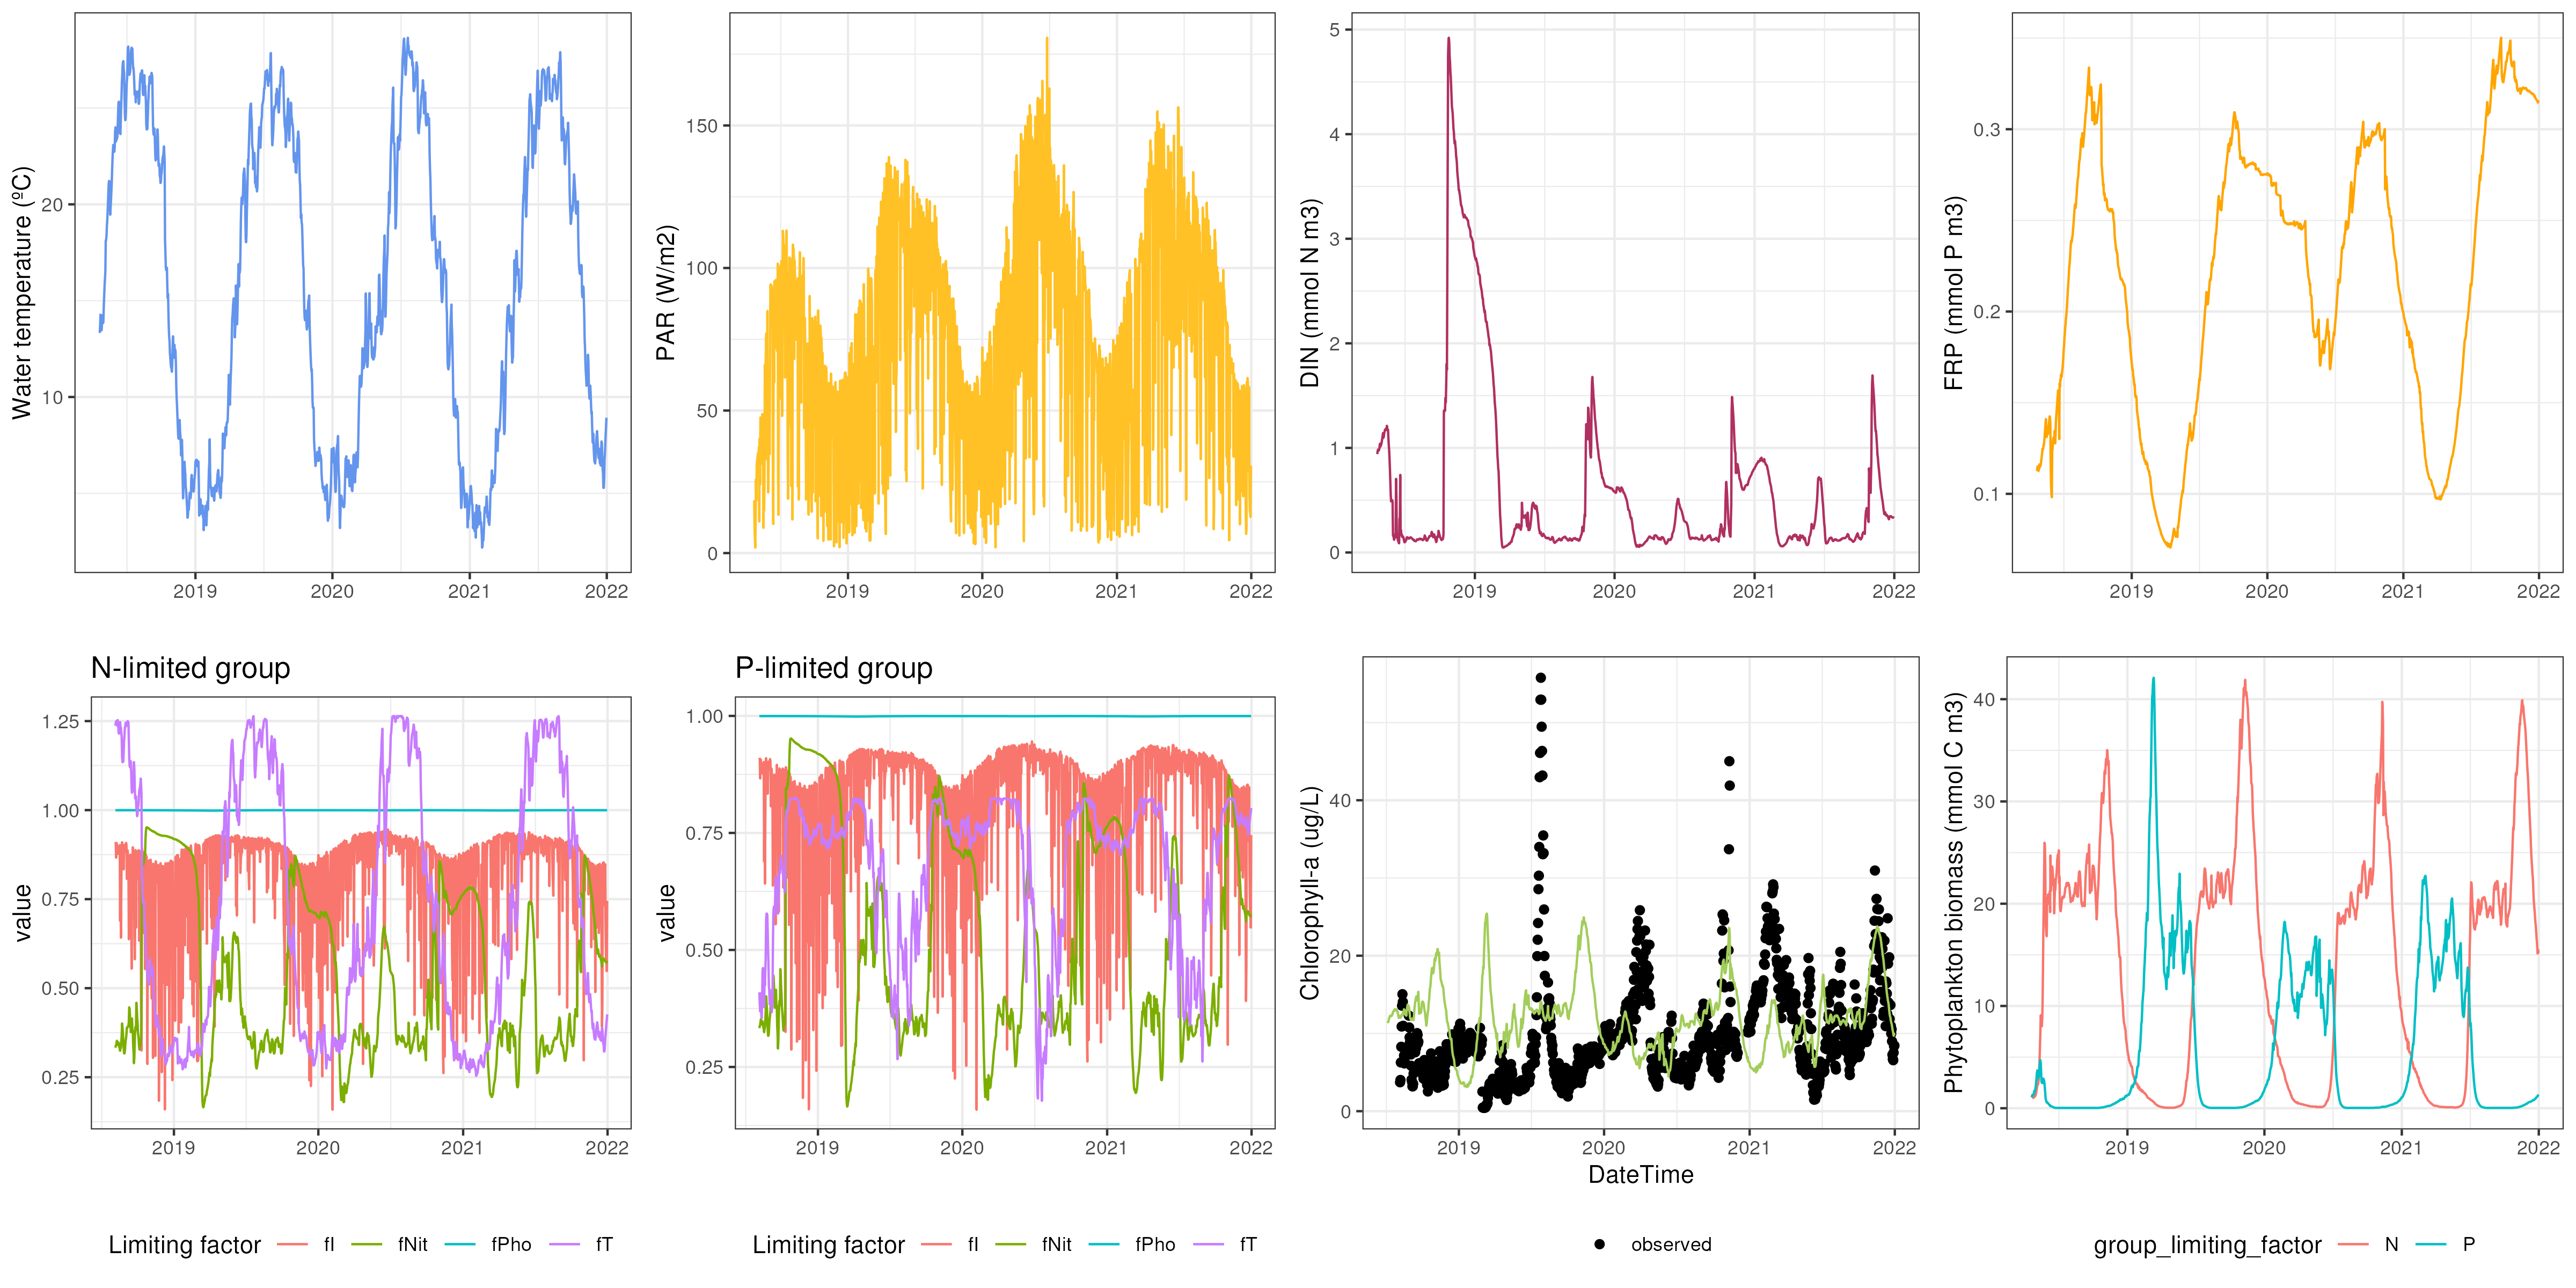 Water temperature (ºC)
20
10
2019 2020 2021 2022
PAR (W/m2)
150
100
50
0
2019 2020 2021 2022
DIN (mmol N m3)
5
4
3
2
1
0
2019 2020 2021 2022
FRP (mmol P m3)
0.3
0.2
0.1
2019 2020 2021 2022
N-limited group
value
1.25
1.00
0.75
0.50
0.25
2019 2020 2021 2022
Limiting factor fI fNit fPho fT
P-limited group
value
1.00
0.75
0.50
0.25
2019 2020 2021 2022
Limiting factor fI fNit fPho fT
Chlorophyll-a (ug/L)
40
20
0
2019 2020 2021 2022
DateTime
observed
Phytoplankton biomass (mmol C m3)
40
30
20
10
0
2019 2020 2021 2022
group_limiting_factor N P